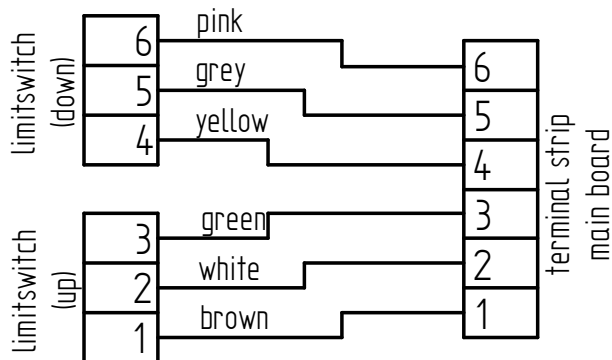 Limitswitch
(down)
6
5
4
pink
grey
yellow
Limitswitch
(up)
3
2
1
green
white
brown
6
5
4
3
2
1
terminal strip
main board